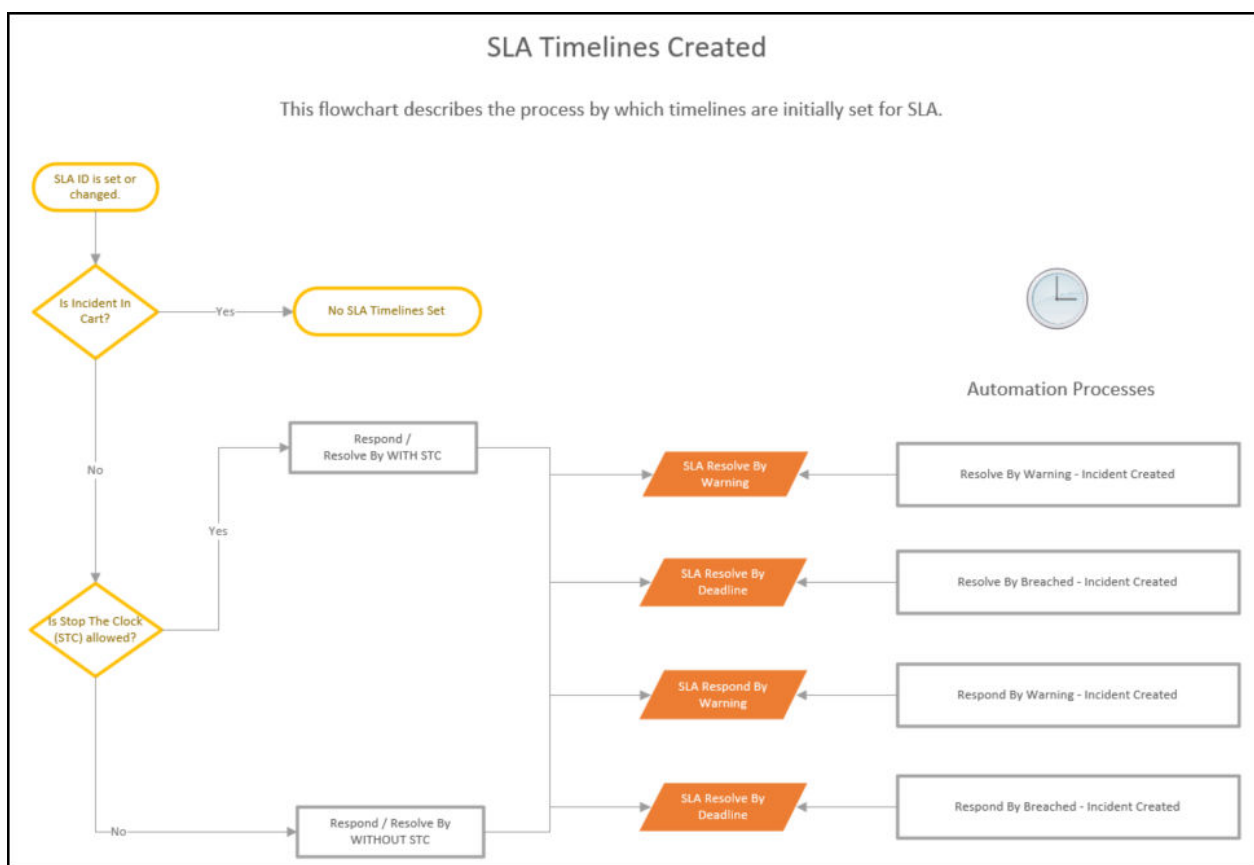 SLA Timelines Created
This flowchart describes the process by which timelines are initially set for SLA.
SLA ID is set or
changed.
Is Incident In
Cart?
Yes
No SLA Timelines Set
Automation Processes
No
Respond /
Resolve By WITH STC
SLA Resolve By
Warning
Resolve By Warning - Incident Created
Yes
SLA Resolve By
Deadline
Resolve By Breached - Incident Created
Is Stop The Clock
(STC) allowed?
SLA Respond By
Warning
Respond By Warning - Incident Created
No
Respond / Resolve By
WITHOUT STC
SLA Resolve By
Deadline
Respond By Breached - Incident Created